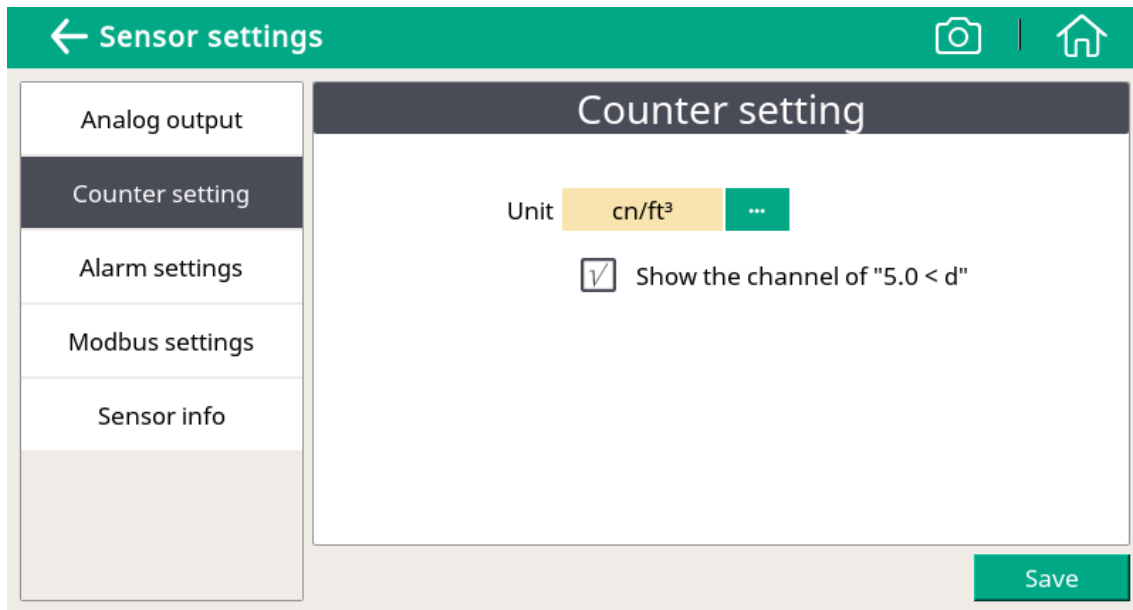 Sensor settings
Analog output
Counter setting
Alarm settings
Modbus settings
Sensor info
Counter setting
Unit cn/ft³ ...
√ Show the channel of "5.0 < d"
Save